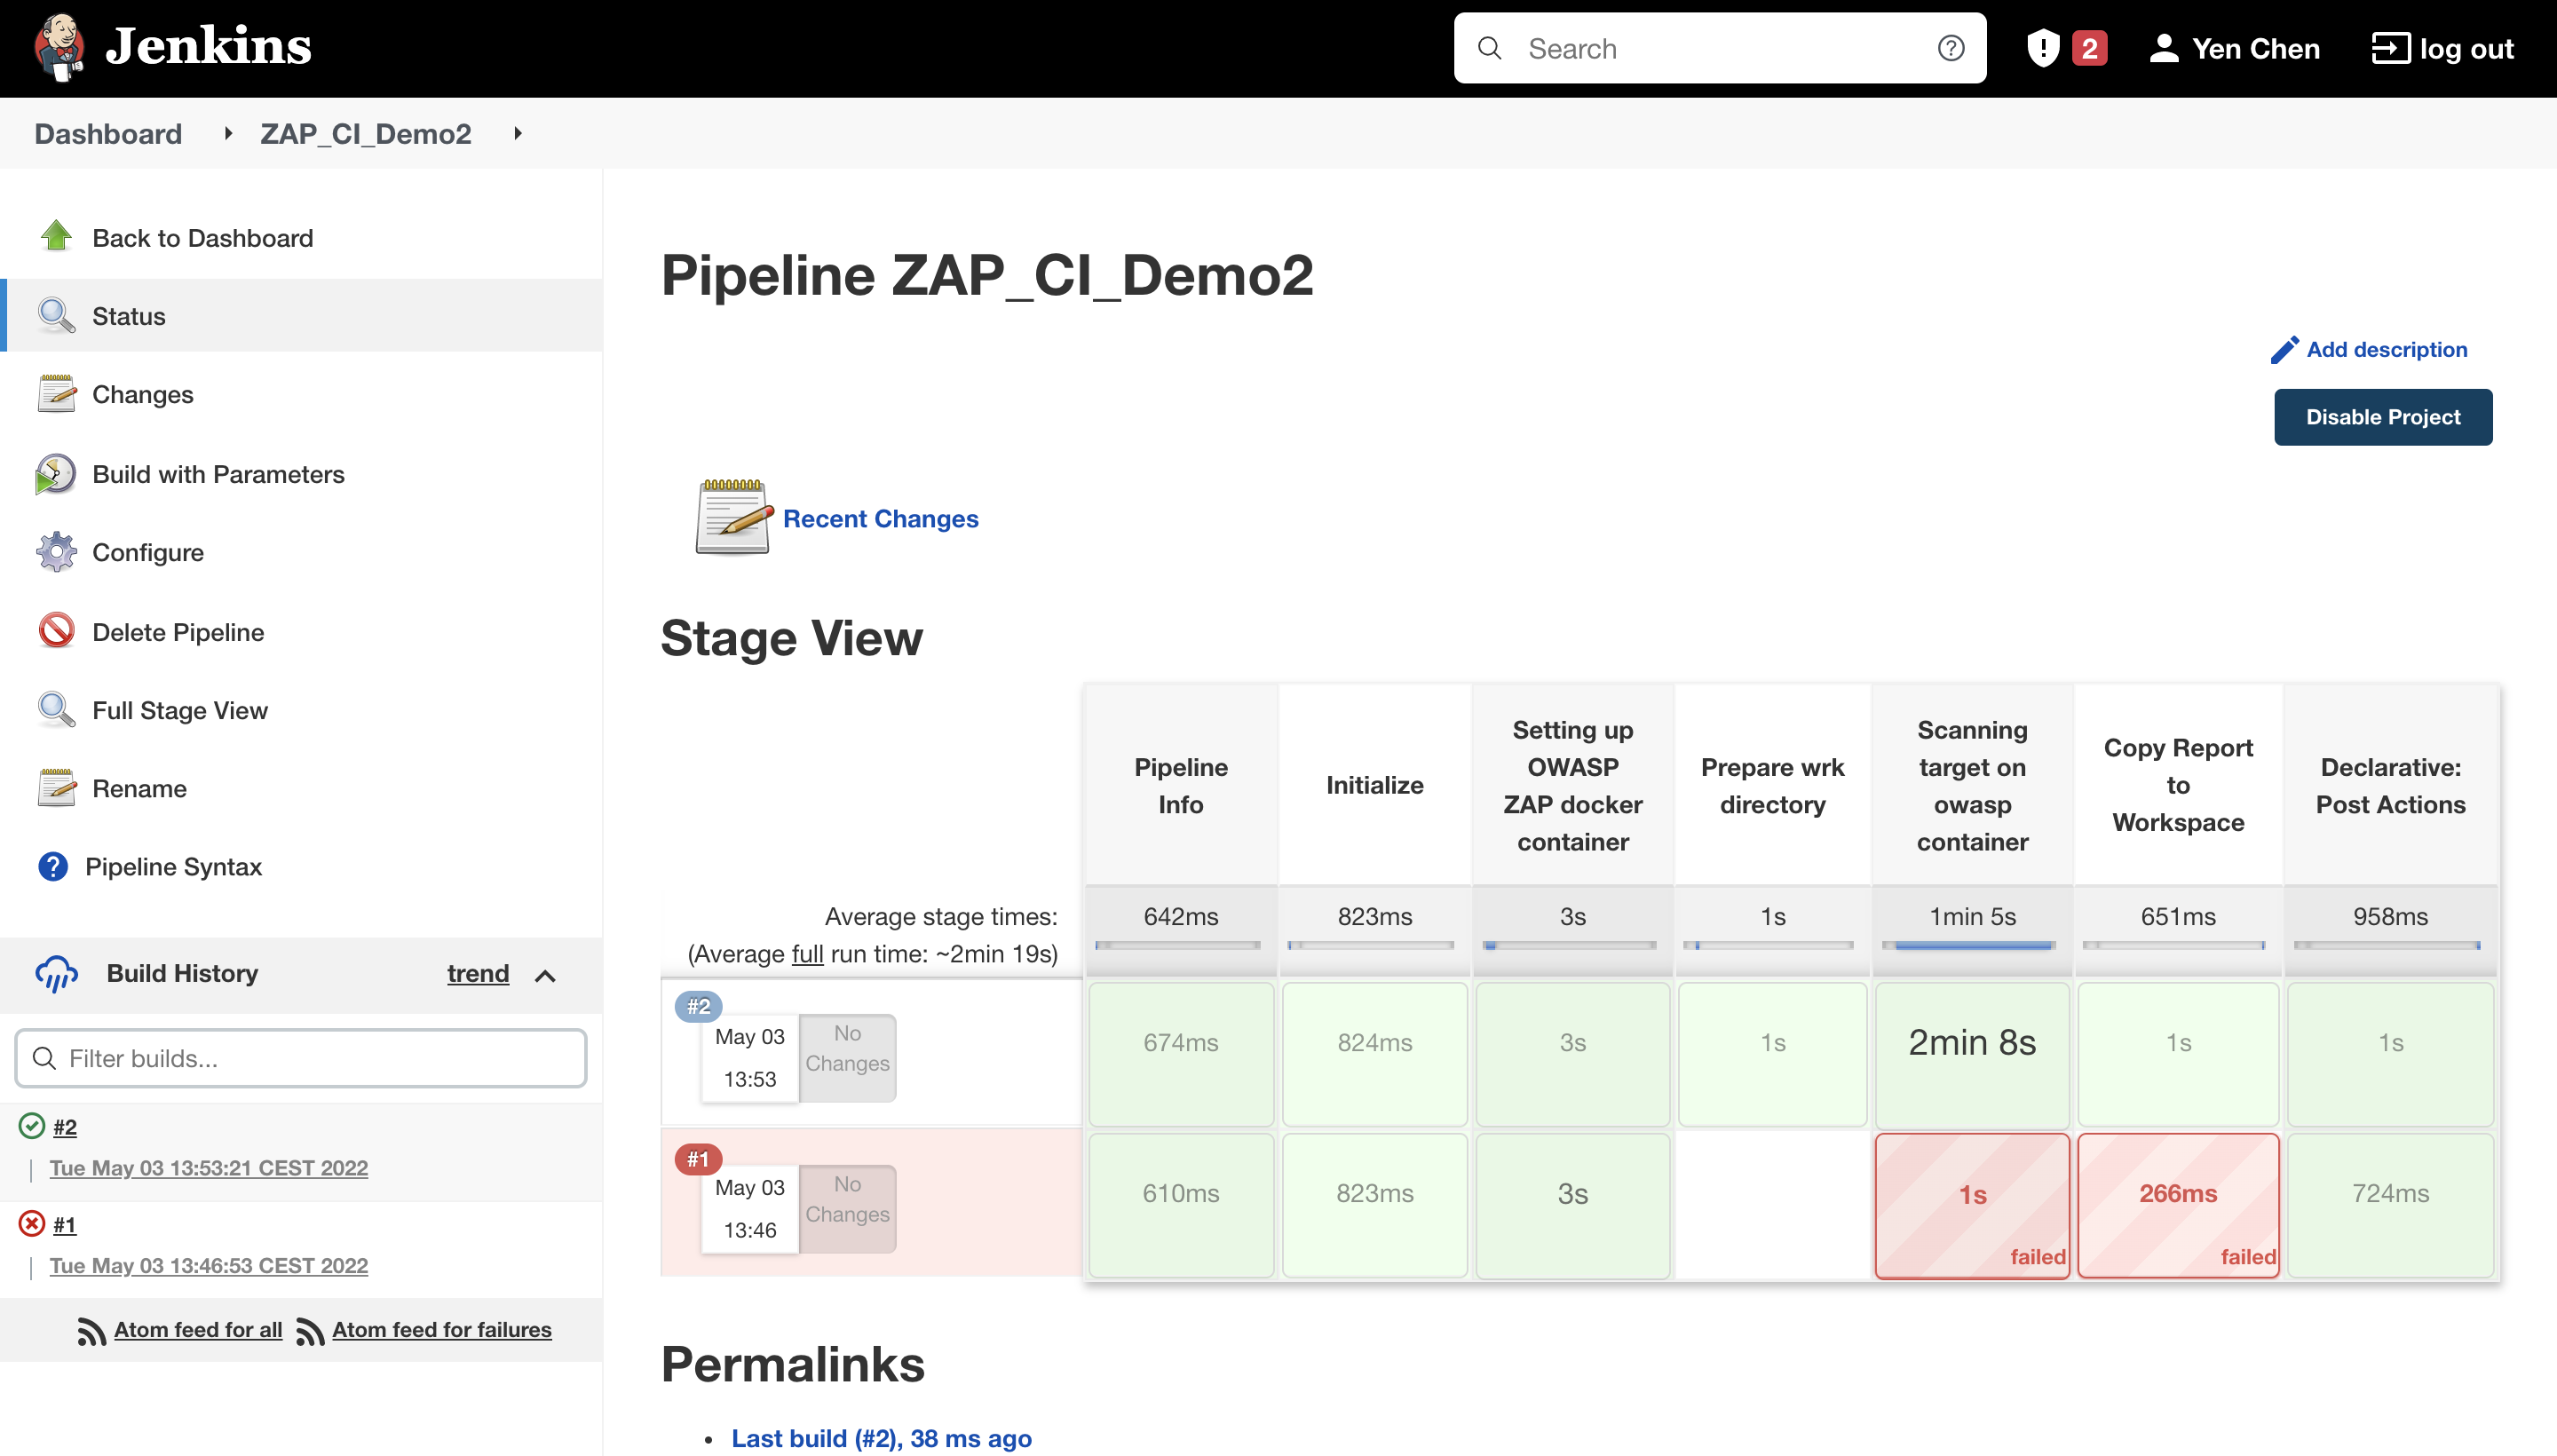 Jenkins
Search
2
Yen Chen
log out
Dashboard
ZAP_CI_Demo2
Back to Dashboard
Status
Changes
Build with Parameters
Configure
Delete Pipeline
Full Stage View
Rename
? Pipeline Syntax
Build History
trend
Filter builds...
#2
Tue May 03 13:53:21 CEST 2022
#1
Tue May 03 13:46:53 CEST 2022
Atom feed for all
Atom feed for failures
Pipeline ZAP_CI_Demo2
Add description
Disable Project
Recent Changes
Stage View
Pipeline
Info
Initialize
Setting up
OWASP
ZAP docker
container
Prepare wrk
directory
Scanning
target on
owasp
container
Copy Report
to
Workspace
Declarative:
Post Actions
Average stage times:
(Average full run time: ~2min 19s)
642ms
823ms
3s
1s
1min 5s
651ms
958ms
#2
May 03
13:53
No
Changes
674ms
824ms
3s
1s
2min 8s
1s
1s
#1
May 03
13:46
No
Changes
610ms
823ms
3s
1s
failed
266ms
failed
724ms
Permalinks
Last build (#2), 38 ms ago